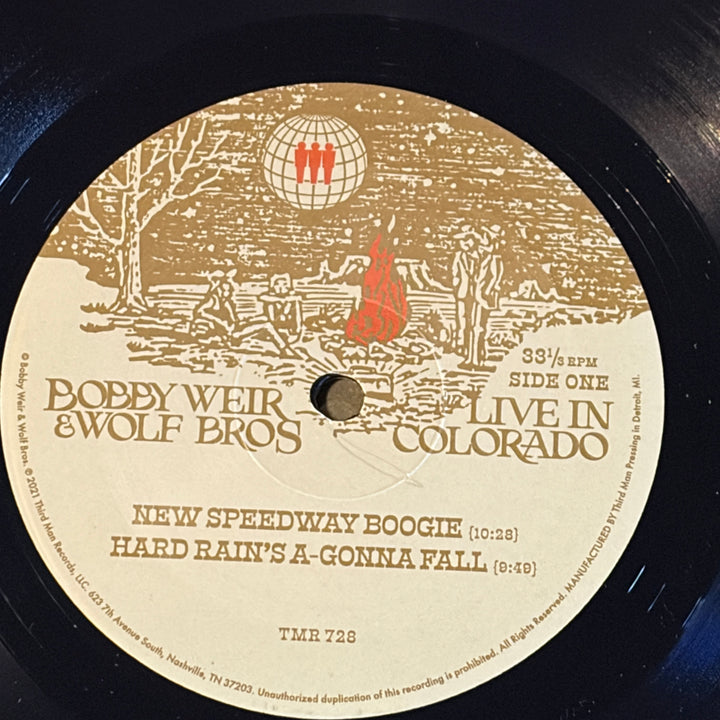 33 1/3 RPM
SIDE ONE
BOBBY WEIR
& WOLF BROS
LIVE IN
COLORADO
NEW SPEEDWAY BOOGIE {10:28}
HARD RAIN'S A-GONNA FALL {9:49}
TMR 728
© Bobby Weir & Wolf Bros. ℗ 2021 Third Man Records, LLC. 623 7th Avenue South, Nashville, TN 37203. Unauthorized duplication of this recording is prohibited. All Rights Reserved. MANUFACTURED BY Third Man Pressing in Detroit, MI.